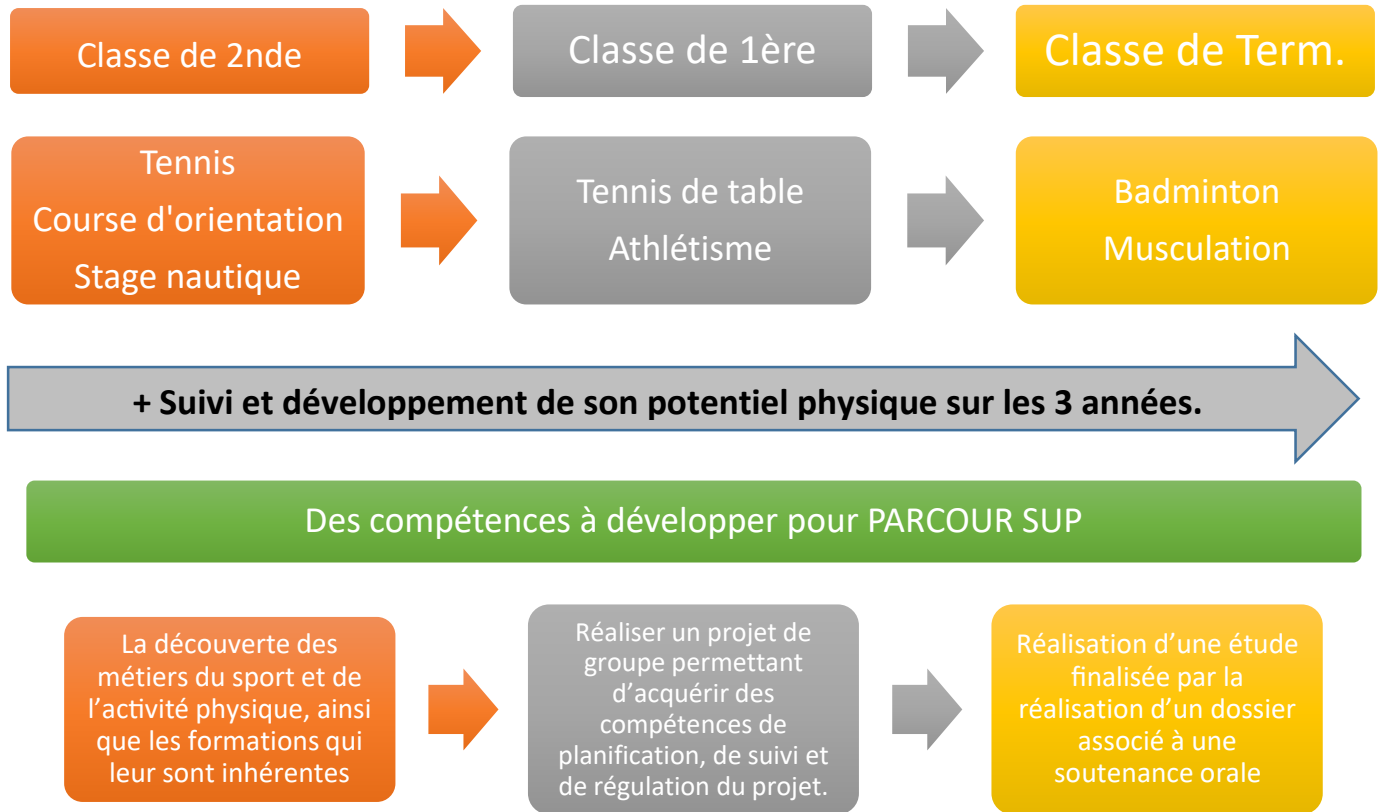 Classe de 2nde
Classe de 1ère
Classe de Term.
Tennis
Course d'orientation
Stage nautique
Tennis de table
Athlétisme
Badminton
Musculation
+ Suivi et développement de son potentiel physique sur les 3 années.
Des compétences à développer pour PARCOUR SUP
La découverte des
métiers du sport et de
l’activité physique, ainsi
que les formations qui
leur sont inhérentes
Réaliser un projet de
groupe permettant
d’acquérir des
compétences de
planification, de suivi et
de régulation du projet.
Réalisation d’une étude
finalisée par la
réalisation d’un dossier
associé à une
soutenance orale